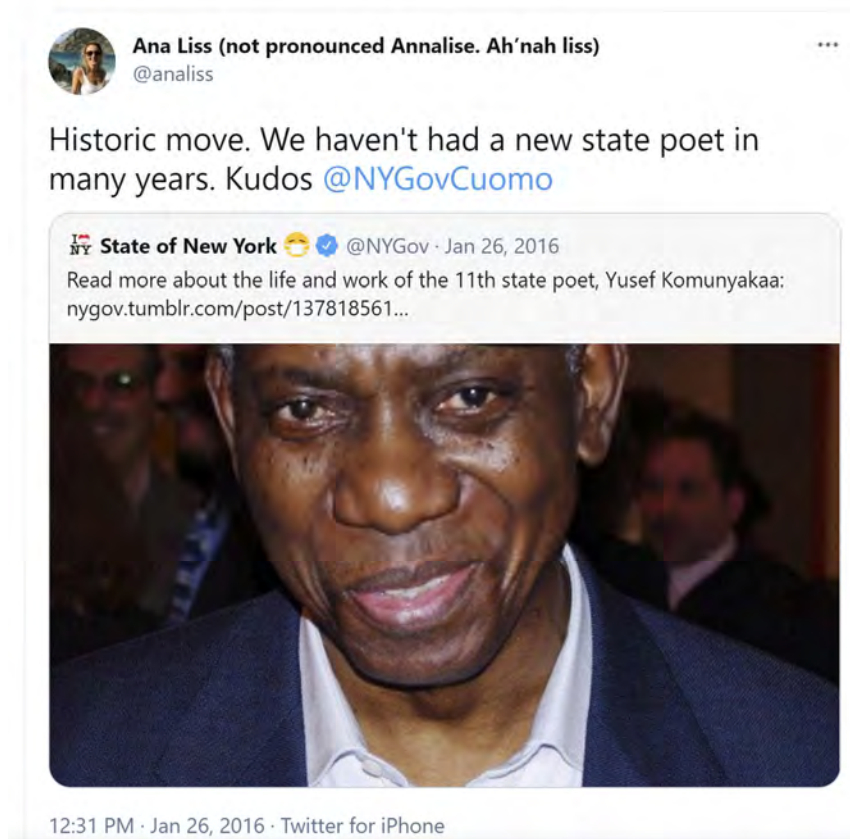 Ana Liss (not pronounced Annalise. Ah′nah liss)
@analiss
Historic move. We haven't had a new state poet in
many years. Kudos @NYGovCuomo
I NY State of New York 😷 @NYGov · Jan 26, 2016
Read more about the life and work of the 11th state poet, Yusef Komunyakaa:
nygov.tumblr.com/post/137818561...
12:31 PM · Jan 26, 2016 · Twitter for iPhone